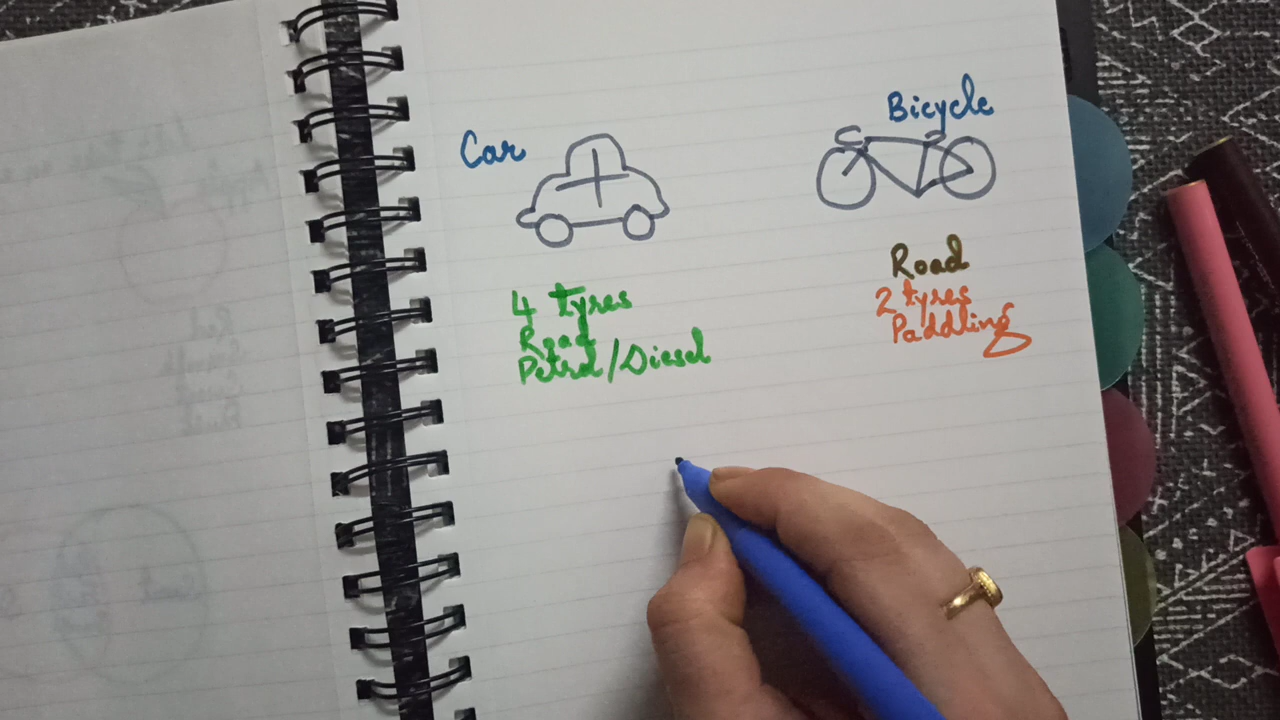 Car
Bicycle
4 tyres
Road
Petrol/Diesel
Road
2 tyres
Paddling